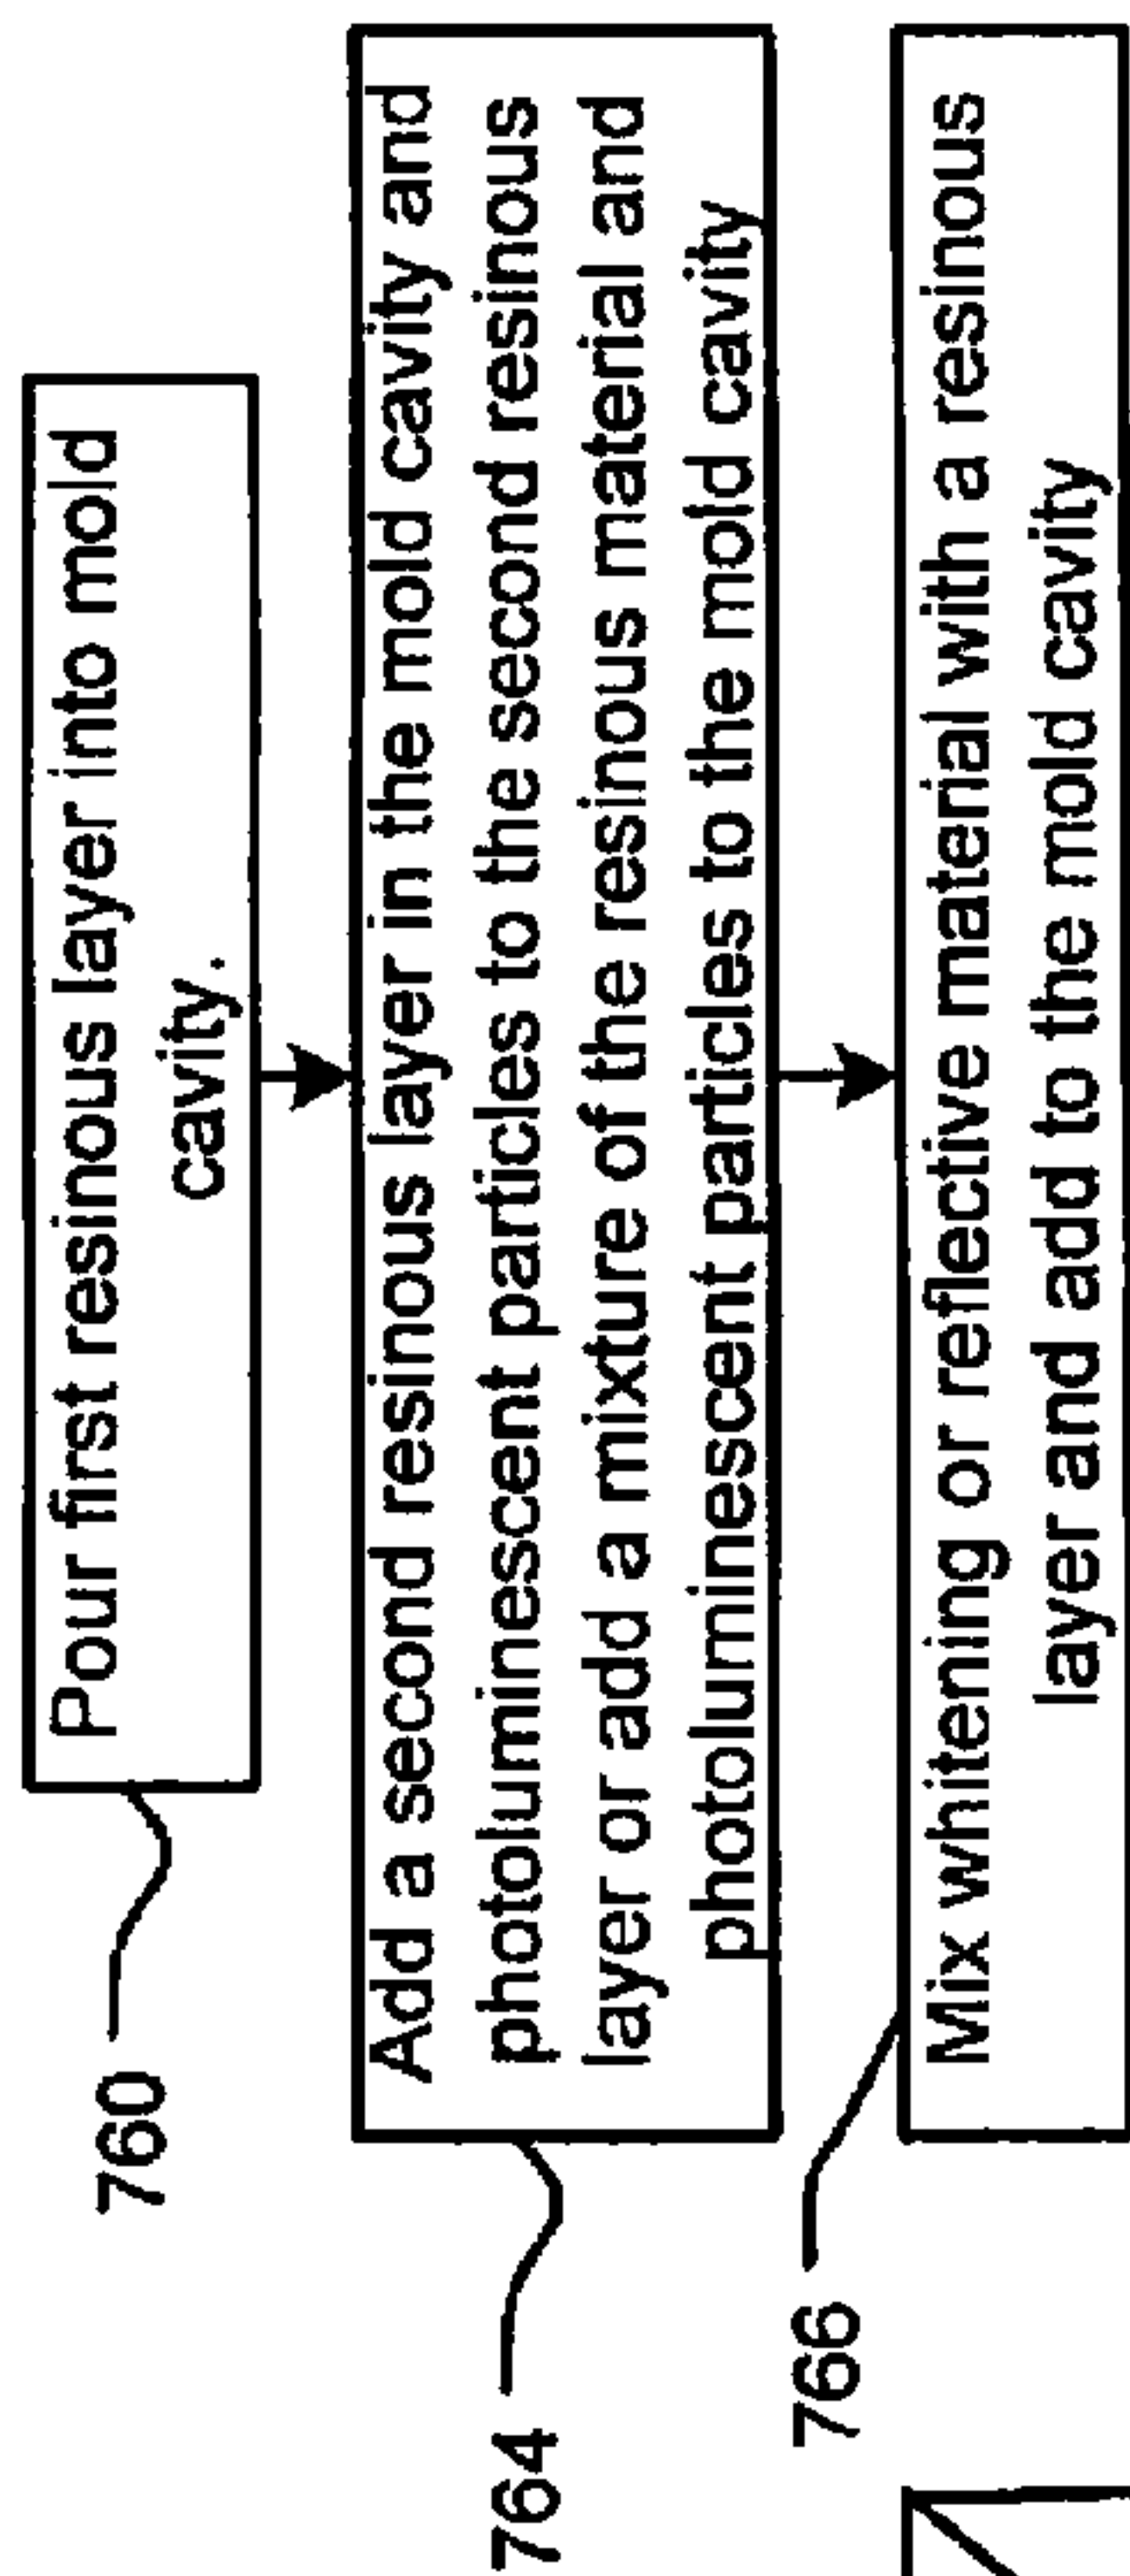 Pour first resinous layer into mold
cavity.
760
Add a second resinous layer in the mold cavity and
photoluminescent particles to the second resinous
layer or add a mixture of the resinous material and
photoluminescent particles to the mold cavity
764
Mix whitening or reflective material with a resinous
layer and add to the mold cavity
766